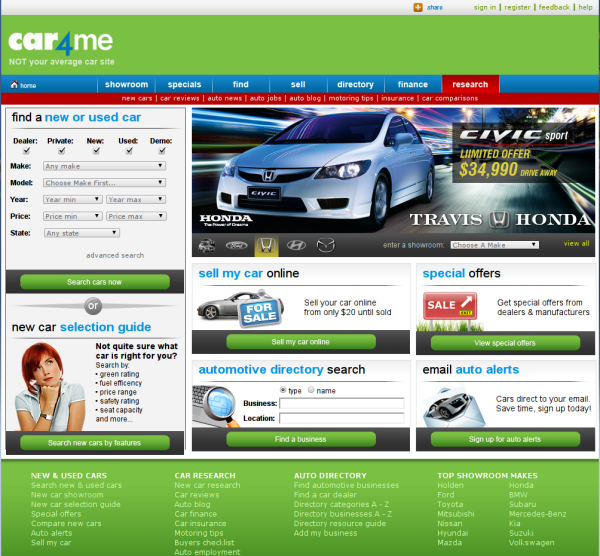 share
sign in | register | feedback | help
car4me
NOT your average car site
home
showroom
specials
find
sell
directory
finance
research
new cars | car reviews | auto news | auto jobs | auto blog | motoring tips | insurance | car comparisons
find a new or used car
Dealer: Private: New: Used: Demo:
Make: Any make
Model: Choose Make First...
Year: Year min Year max
Price: Price min Price max
State: Any state
advanced search
Search cars now
or
new car selection guide
Not quite sure what
car is right for you?
Search by:
• green rating
• fuel effiency
• price range
• safety rating
• seat capacity
and more...
Search new cars by features
CIVIC sport
LIMITED OFFER
$34,990 DRIVE AWAY
CIVIC
HONDA
The Power of Dreams
TRAVIS HONDA
Ford
enter a showroom: Choose A Make
view all
sell my car online
FOR SALE
Sell your car online
from only $20 until sold
Sell my car online
special offers
SALE
EXIT
Get special offers from
dealers & manufacturers
View special offers
automotive directory search
type name
Business:
Location:
Find a business
email auto alerts
Cars direct to your email.
Save time, sign up today!
Sign up for auto alerts
NEW & USED CARS
Search new & used cars
New car showroom
New car selection guide
Special offers
Compare new cars
Auto alerts
Sell my car
CAR RESEARCH
New car research
Car reviews
Auto blog
Car finance
Car insurance
Motoring tips
Buyers checklist
Auto employment
AUTO DIRECTORY
Find automotive businesses
Find a car dealer
Directory categories A - Z
Directory businesses A - Z
Directory resource guide
Add my business
TOP SHOWROOM MAKES
Holden
Ford
Toyota
Mitsubishi
Nissan
Hyundai
Mazda
Honda
BMW
Subaru
Mercedes-Benz
Kia
Suzuki
Volkswagen